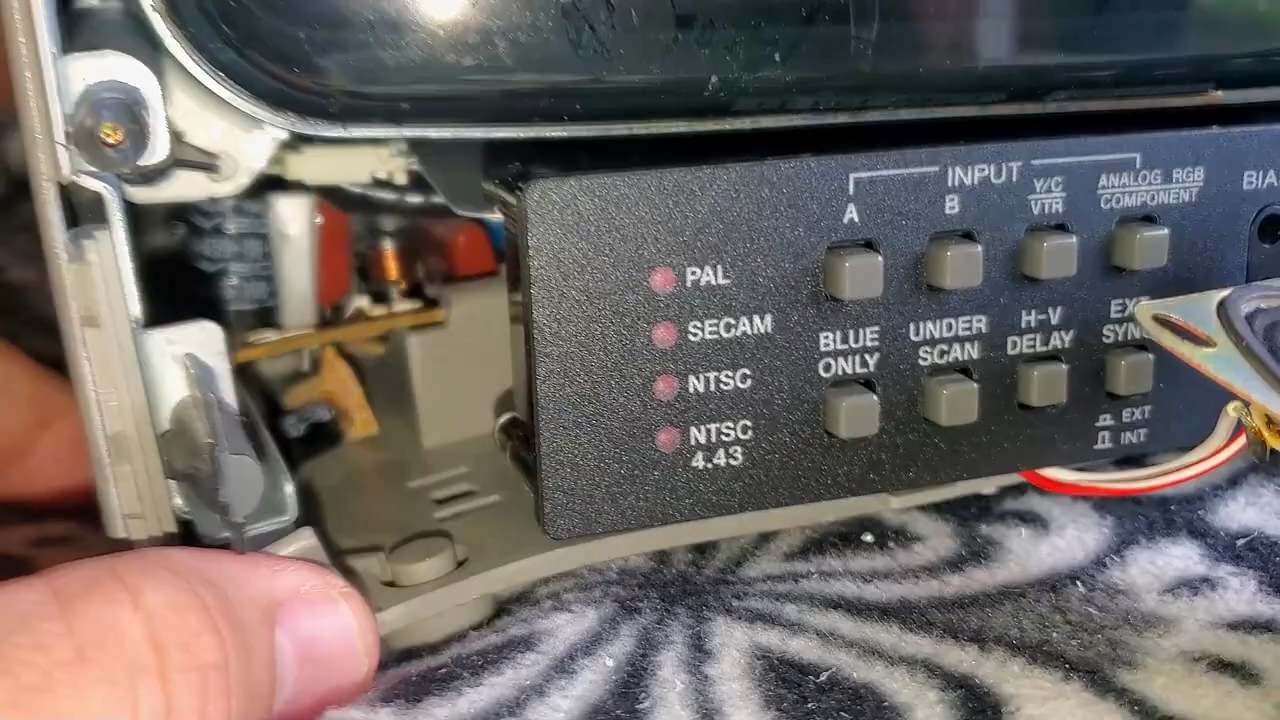 INPUT
A
B
Y/C
VTR
ANALOG RGB
COMPONENT
PAL
SECAM
NTSC
NTSC
4.43
BLUE
ONLY
UNDER
SCAN
H-V
DELAY
EXT
INT